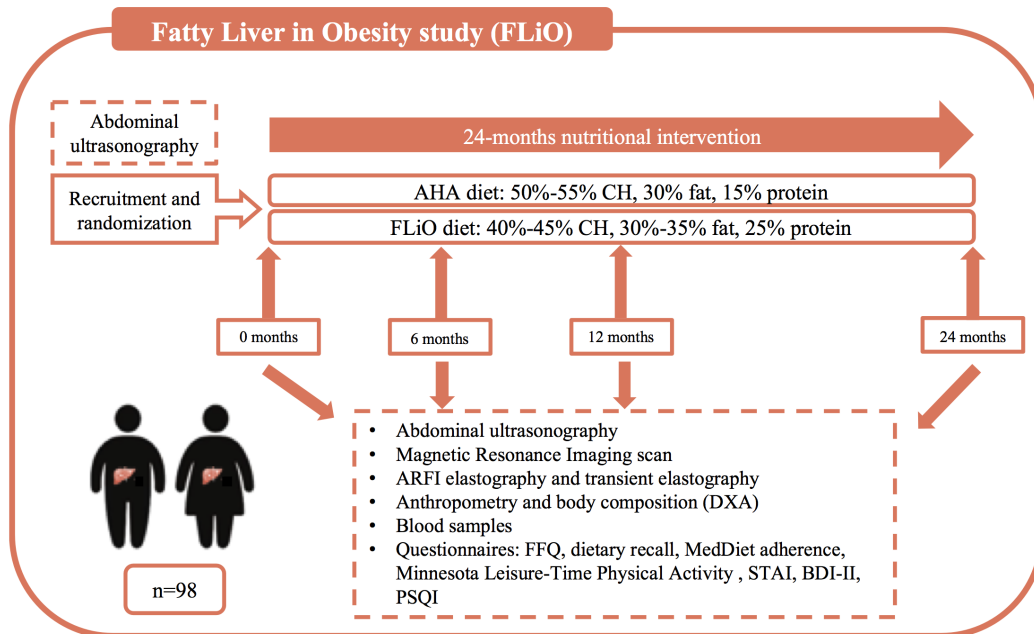 Fatty Liver in Obesity study (FLiO)
Abdominal
ultrasonography
24-months nutritional intervention
Recruitment and
randomization
AHA diet: 50%-55% CH, 30% fat, 15% protein
FLiO diet: 40%-45% CH, 30%-35% fat, 25% protein
0 months
6 months
12 months
24 months
• Abdominal ultrasonography
• Magnetic Resonance Imaging scan
• ARFI elastography and transient elastography
• Anthropometry and body composition (DXA)
• Blood samples
• Questionnaires: FFQ, dietary recall, MedDiet adherence,
Minnesota Leisure-Time Physical Activity , STAI, BDI-II,
PSQI
n=98